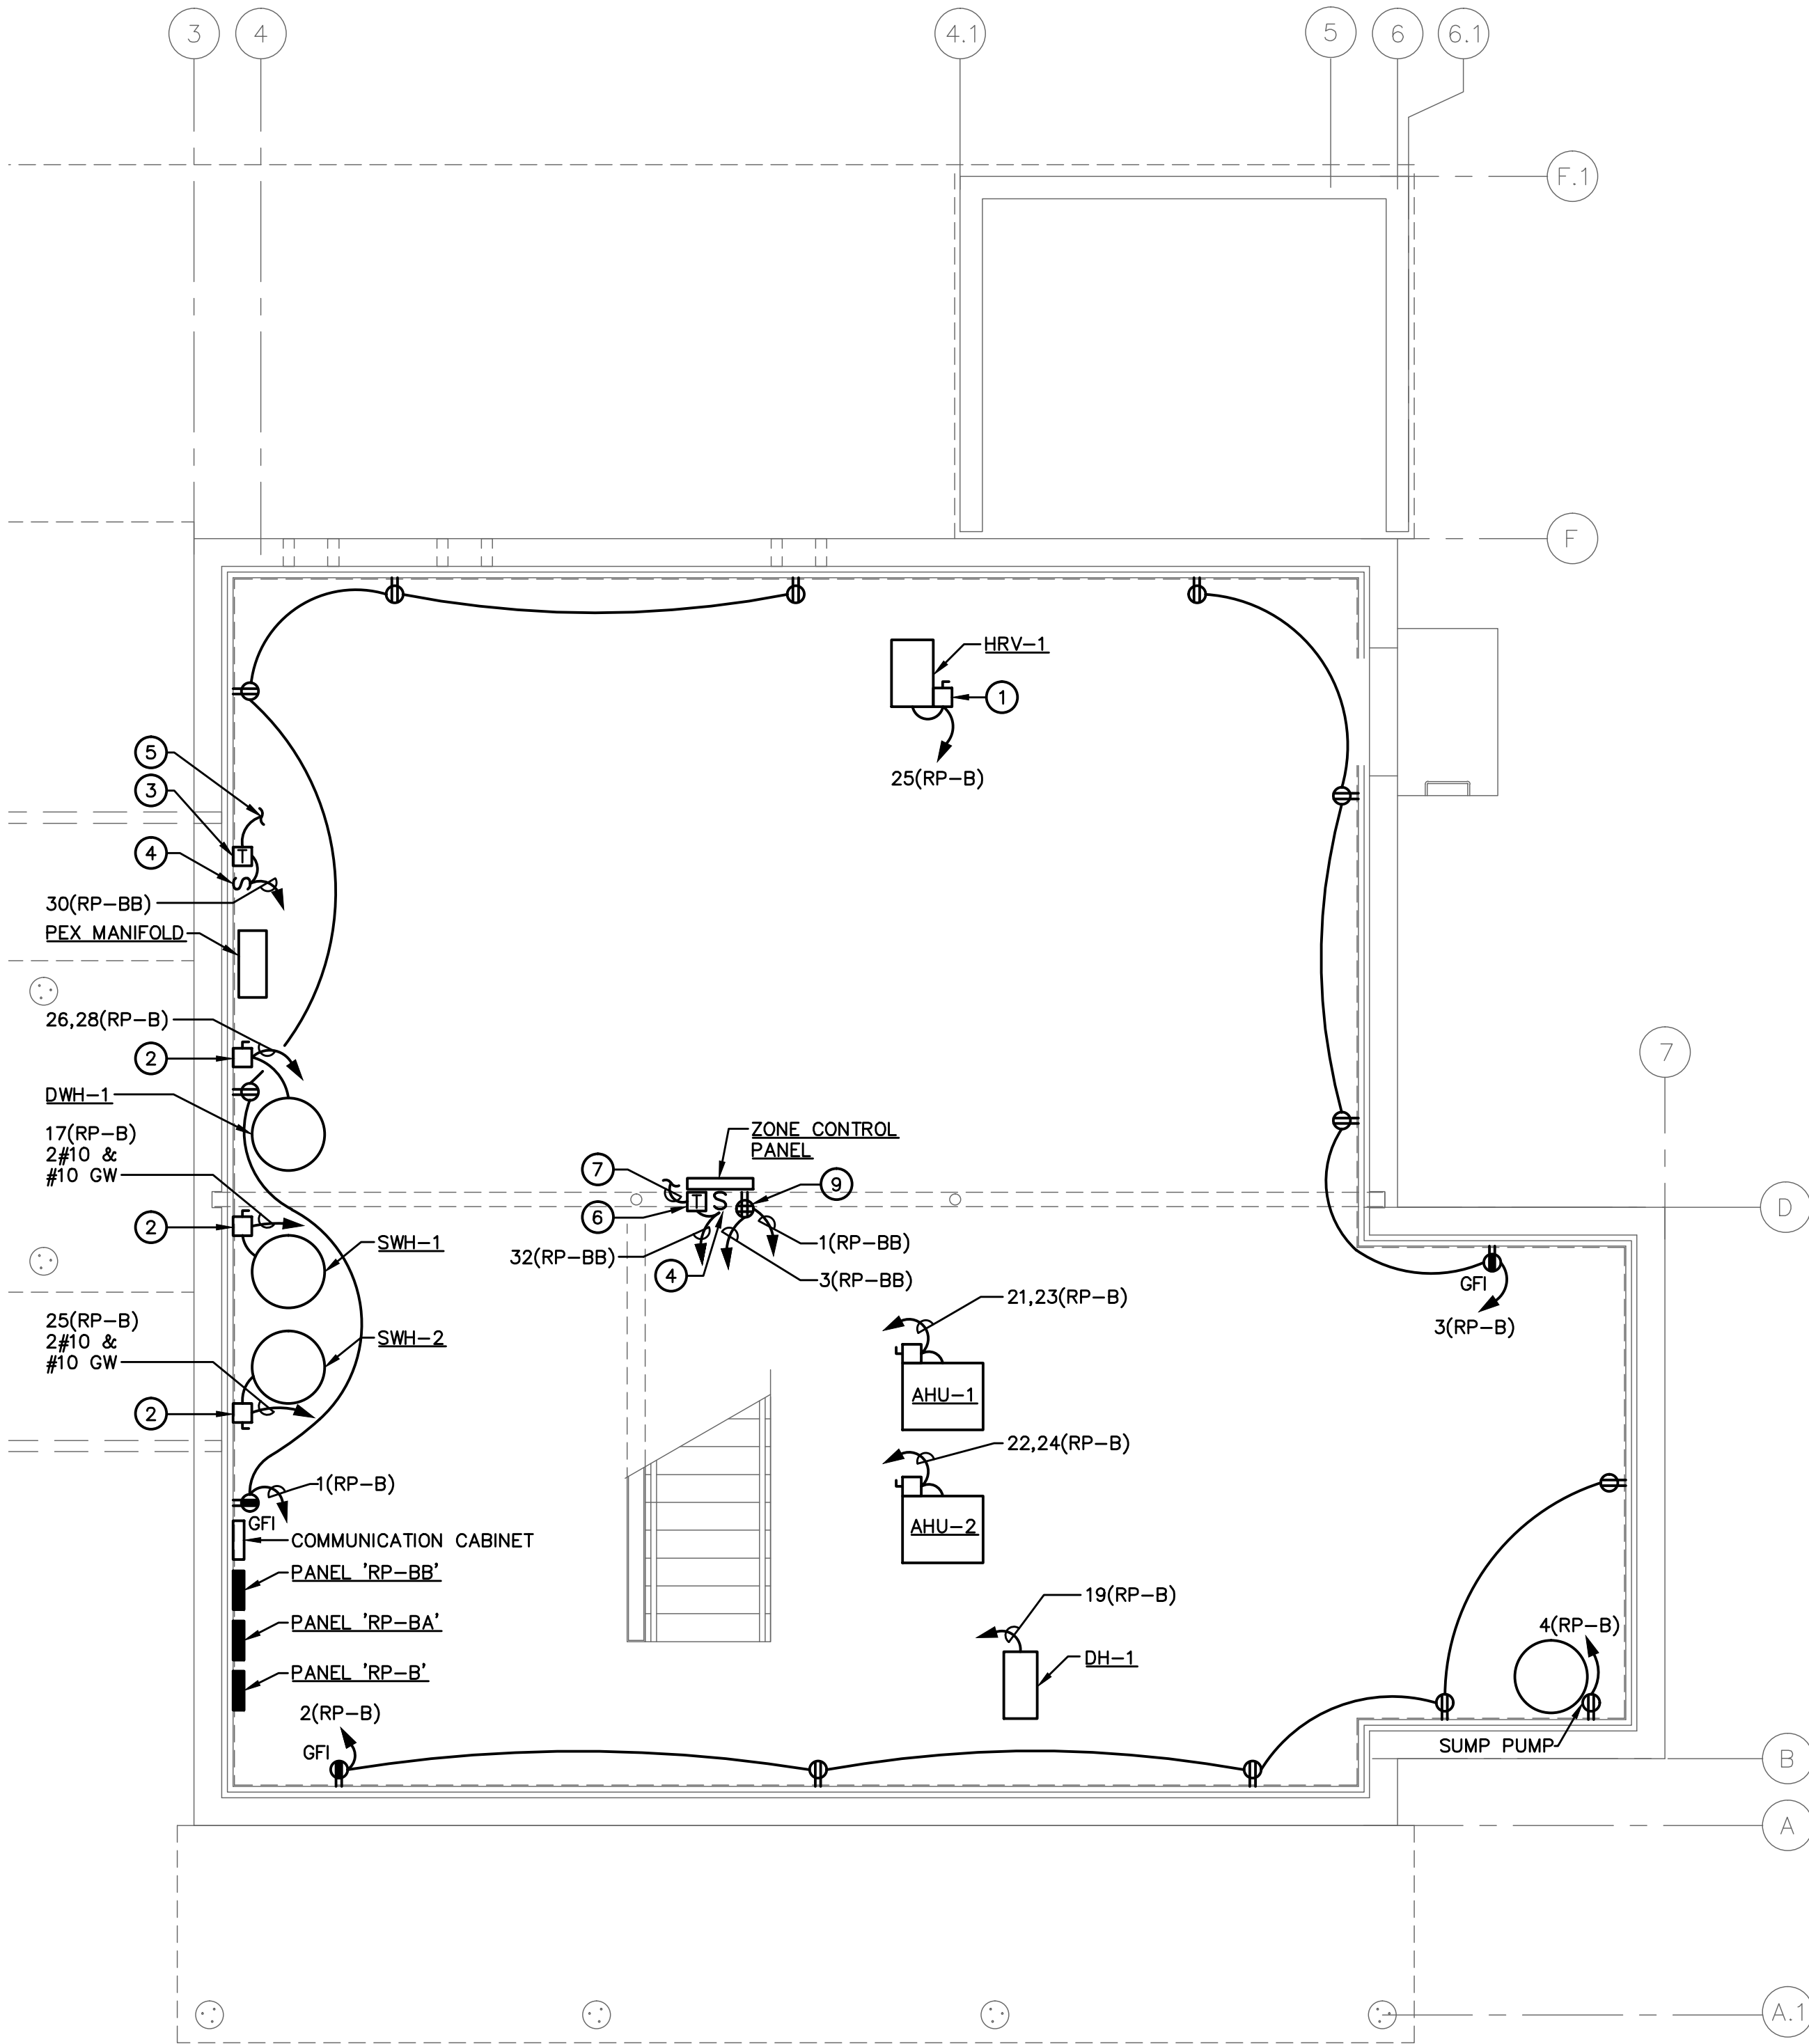 3
4
4.1
5
6
6.1
F.1
F
HRV-1
1
25(RP-B)
5
3
4
30(RP-BB)
PEX MANIFOLD
26,28(RP-B)
2
7
DWH-1
17(RP-B)
2#10 &
#10 GW
ZONE CONTROL
PANEL
7
9
T
T
S
S
6
D
2
SWH-1
32(RP-BB)
1(RP-BB)
4
3(RP-BB)
GFI
3(RP-B)
21,23(RP-B)
25(RP-B)
2#10 &
#10 GW
SWH-2
AHU-1
2
22,24(RP-B)
1(RP-B)
GFI
AHU-2
COMMUNICATION CABINET
PANEL 'RP-BB'
19(RP-B)
PANEL 'RP-BA'
4(RP-B)
DH-1
PANEL 'RP-B'
2(RP-B)
GFI
SUMP PUMP
B
A
A.1